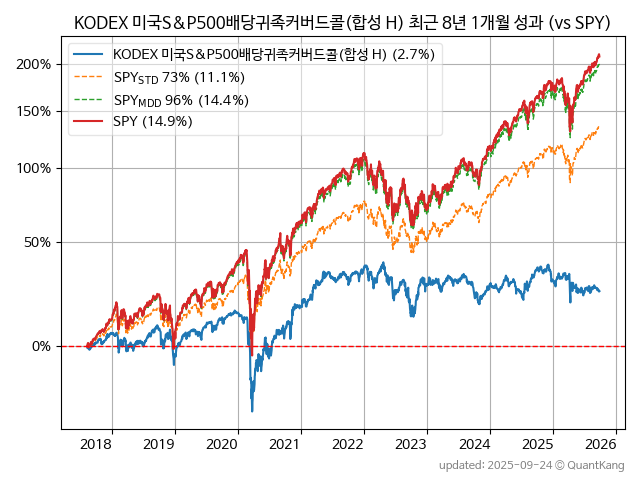 KODEX 미국S&P500배당귀족커버드콜(합성 H) 최근 8년 1개월 성과 (vs SPY)
KODEX 미국S&P500배당귀족커버드콜(합성 H) (2.7%)
SPY_STD 73% (11.1%)
SPY_MDD 96% (14.4%)
SPY (14.9%)
200%
150%
100%
50%
0%
2018 2019 2020 2021 2022 2023 2024 2025 2026
updated: 2025-09-24 © QuantKang